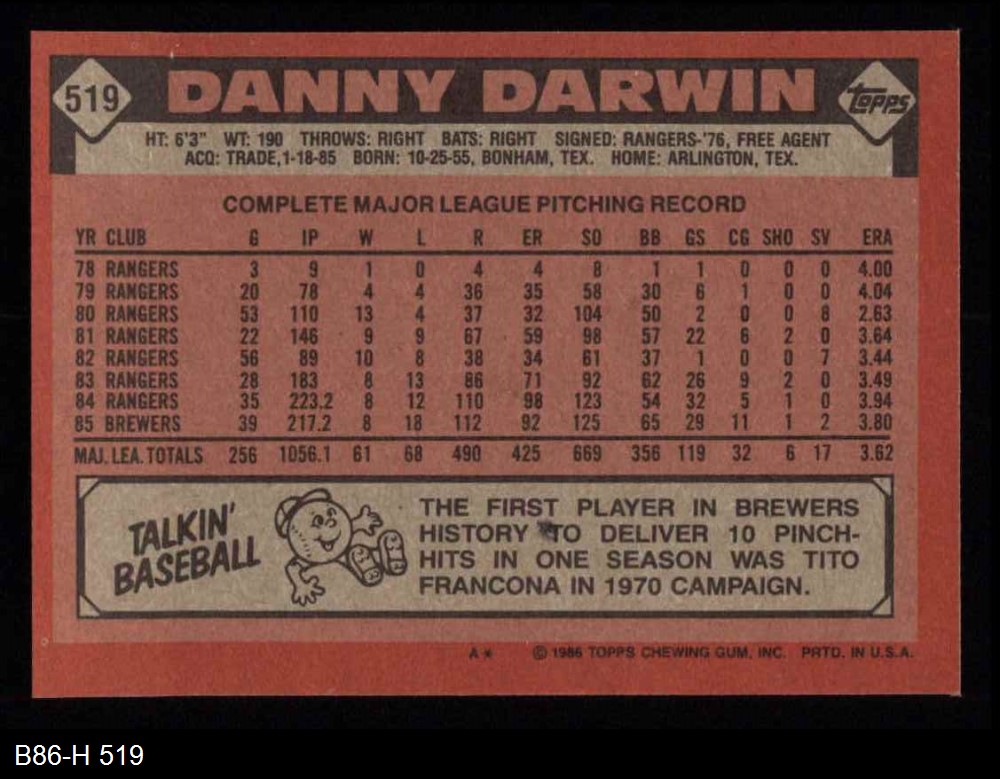 519 DANNY DARWIN Topps
HT: 6'3" WT: 190 THROWS: RIGHT BATS: RIGHT SIGNED: RANGERS-'76, FREE AGENT
ACQ: TRADE,1-18-85 BORN: 10-25-55, BONHAM, TEX. HOME: ARLINGTON, TEX.
COMPLETE MAJOR LEAGUE PITCHING RECORD
YR CLUB G IP W L R ER SO BB GS CG SHO SV ERA
78 RANGERS 3 9 1 0 4 4 8 1 1 0 0 0 4.00
79 RANGERS 20 78 4 4 36 35 58 30 6 1 0 0 4.04
80 RANGERS 53 110 13 4 37 32 104 50 2 0 0 8 2.63
81 RANGERS 22 146 9 9 67 59 98 57 22 6 2 0 3.64
82 RANGERS 56 89 10 8 38 34 61 37 1 0 0 7 3.44
83 RANGERS 28 183 8 13 86 71 92 62 26 9 2 0 3.49
84 RANGERS 35 223.2 8 12 110 98 123 54 32 5 1 0 3.94
85 BREWERS 39 217.2 8 18 112 92 125 65 29 11 1 2 3.80
MAJ. LEA. TOTALS 256 1056.1 61 68 490 425 669 356 119 32 6 17 3.62
TALKIN'
BASEBALL
THE FIRST PLAYER IN BREWERS
HISTORY TO DELIVER 10 PINCH-
HITS IN ONE SEASON WAS TITO
FRANCONA IN 1970 CAMPAIGN.
A* © 1986 TOPPS CHEWING GUM, INC. PRTD. IN U.S.A.
B86-H 519